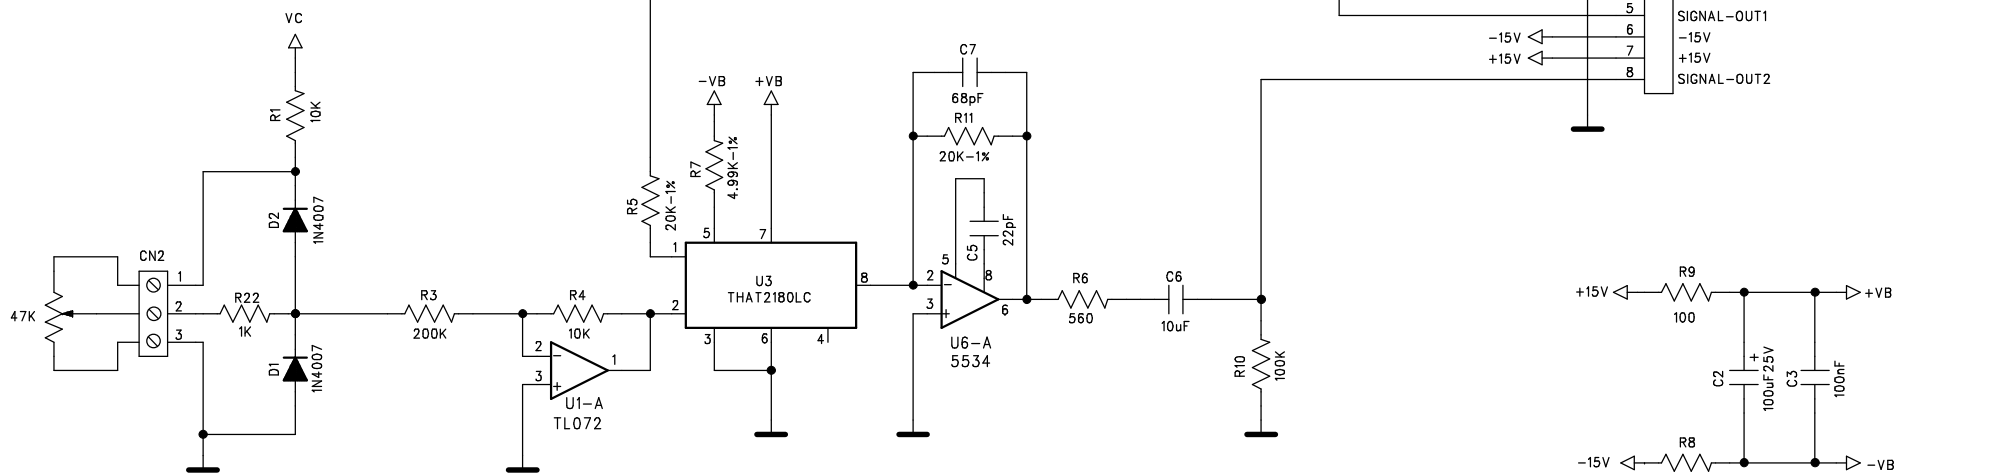 VC
R1
10K
D2
1N4007
CN2
1
2
3
47K
R22
1K
D1
1N4007
R3
200K
R4
10K
2
3
1
U1-A
TL072
R5
20K-1%
-VB
+VB
R7
4.99K-1%
5
7
1
2
U3
THAT2180LC
8
3
6
4
C7
68pF
R11
20K-1%
C5
22pF
5
8
2
3
6
U6-A
5534
R6
560
C6
10uF
R10
100K
5
SIGNAL-OUT1
-15V
6
-15V
+15V
7
+15V
8
SIGNAL-OUT2
+15V
R9
100
+VB
C2
+
100uF25V
C3
100nF
-15V
R8
-VB